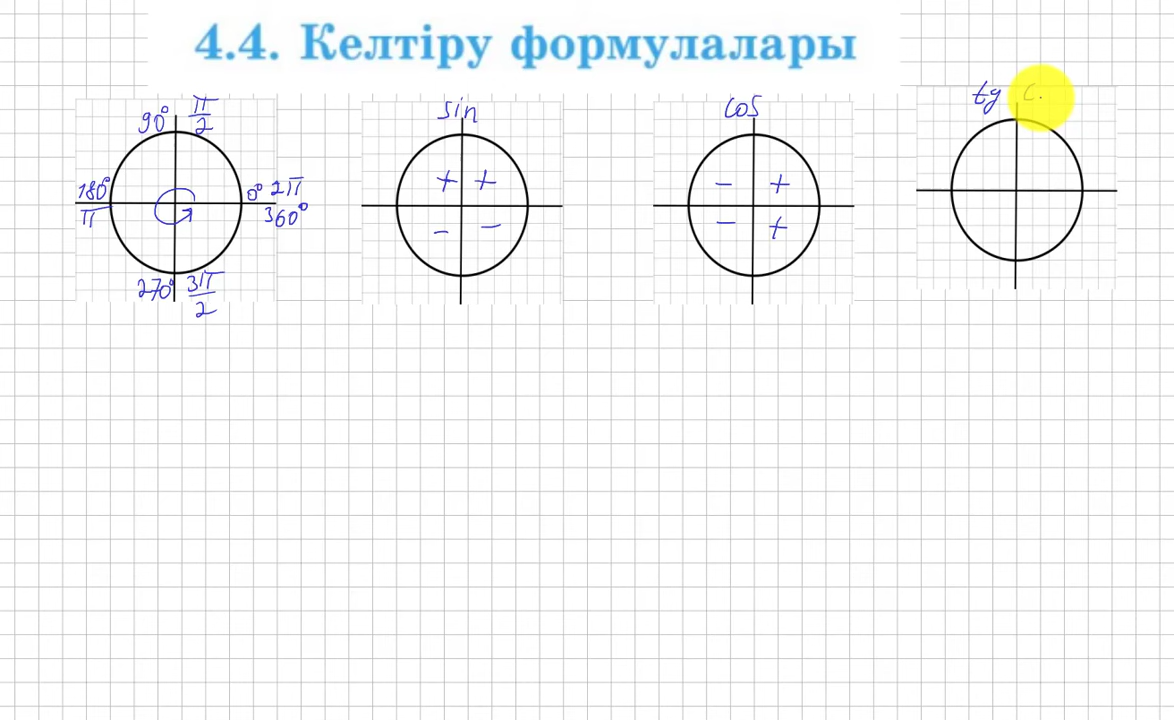 4.4. Келтіру формулалары
90° π/2
180° π
0° 2π 360°
270° 3π/2
sin
+ +
- -
cos
- +
- +
tg